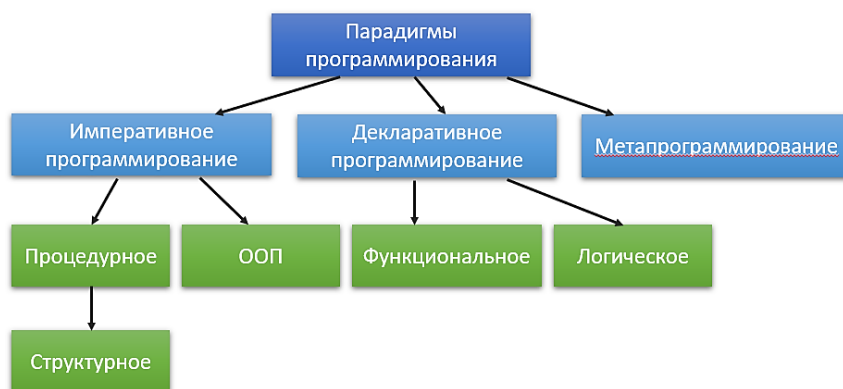 Парадигмы
программирования
Императивное
программирование
Декларативное
программирование
Метапрограммирование
Процедурное
ООП
Функциональное
Логическое
Структурное